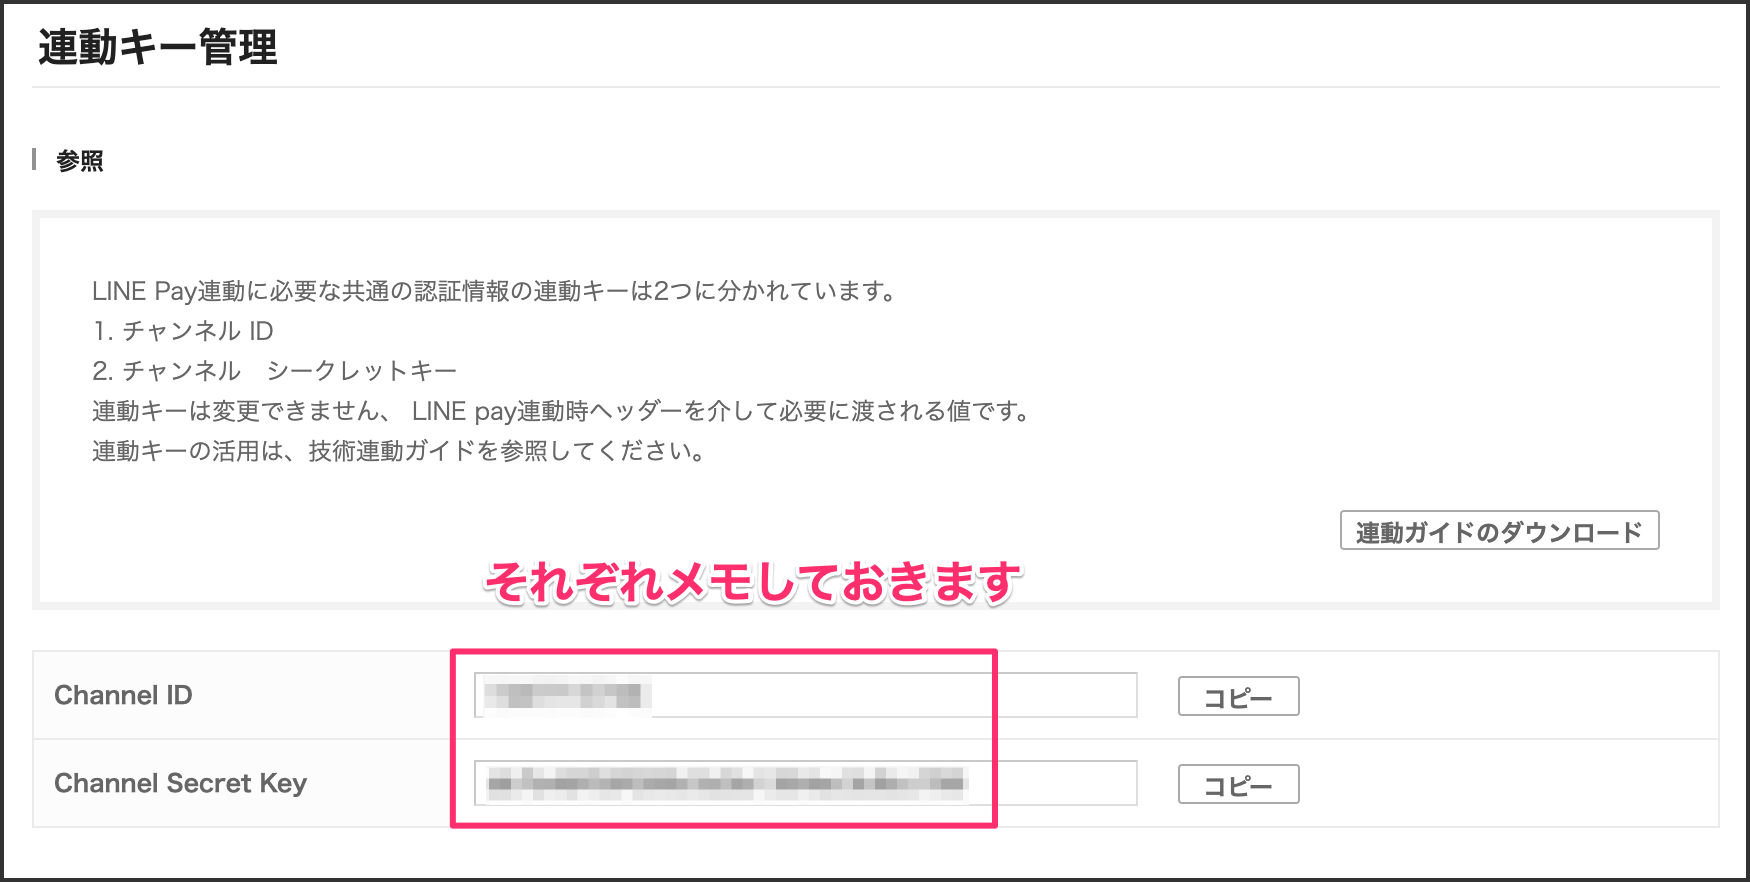 連動キー管理
参照
LINE Pay連動に必要な共通の認証情報の連動キーは2つに分かれています。
1. チャンネル ID
2. チャンネル　シークレットキー
連動キーは変更できません、 LINE pay連動時ヘッダーを介して必要に渡される値です。
連動キーの活用は、技術連動ガイドを参照してください。
連動ガイドのダウンロード
それぞれメモしておきます
Channel ID
コピー
Channel Secret Key
コピー